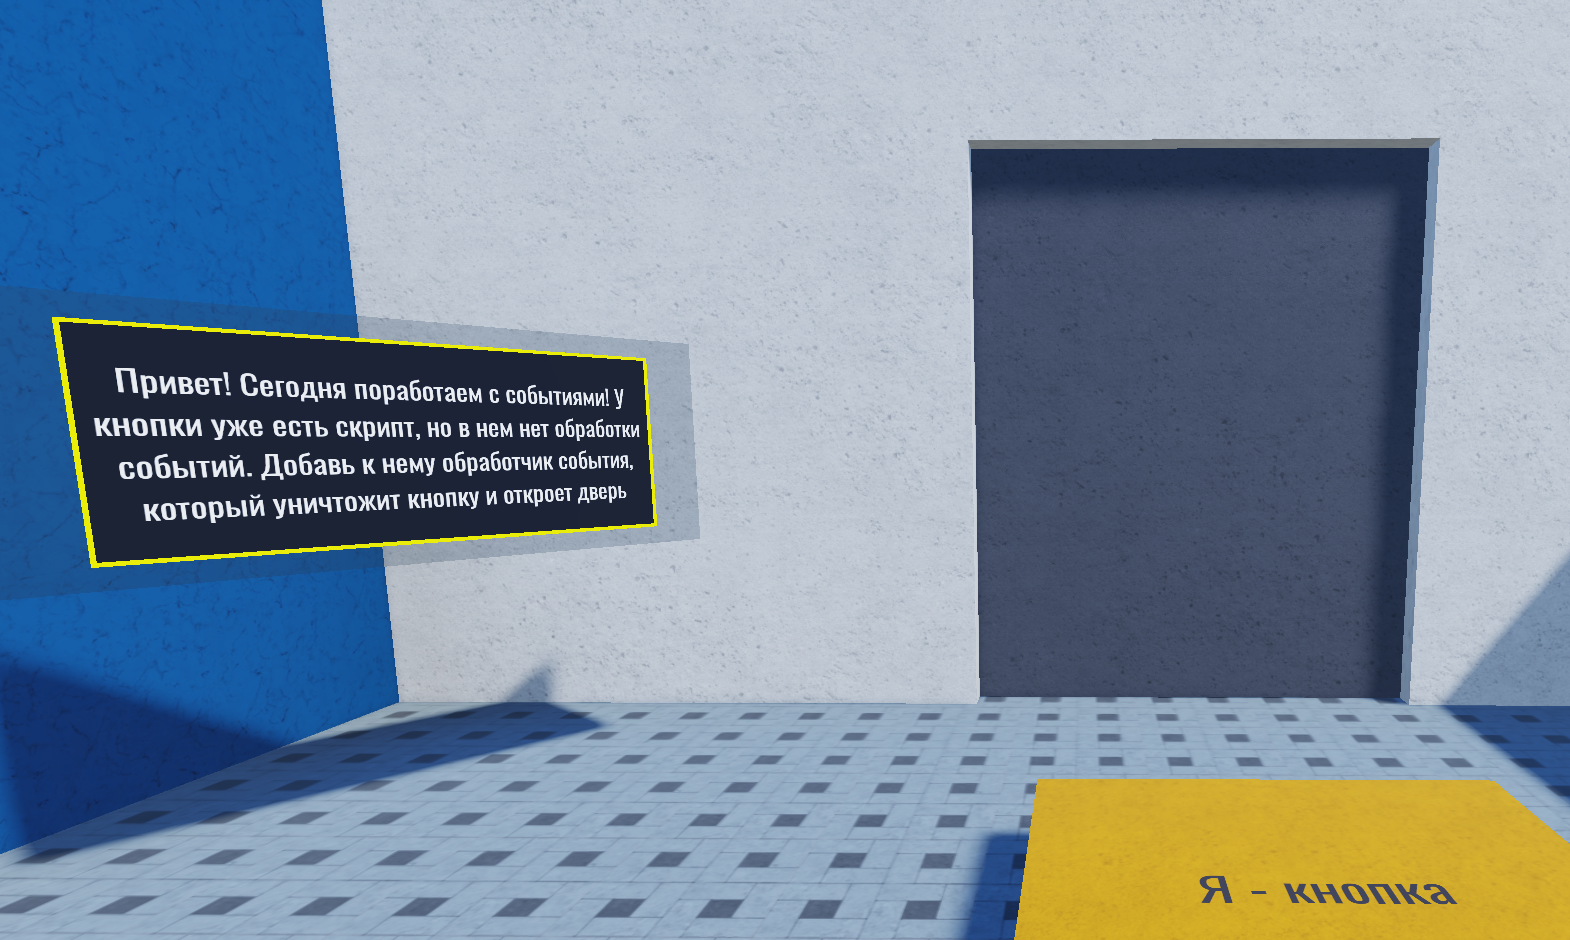 Привет! Сегодня поработаем с событиями! У
кнопки уже есть скрипт, но в нем нет обработки
событий. Добавь к нему обработчик события,
который уничтожит кнопку и откроет дверь
Я - кнопка